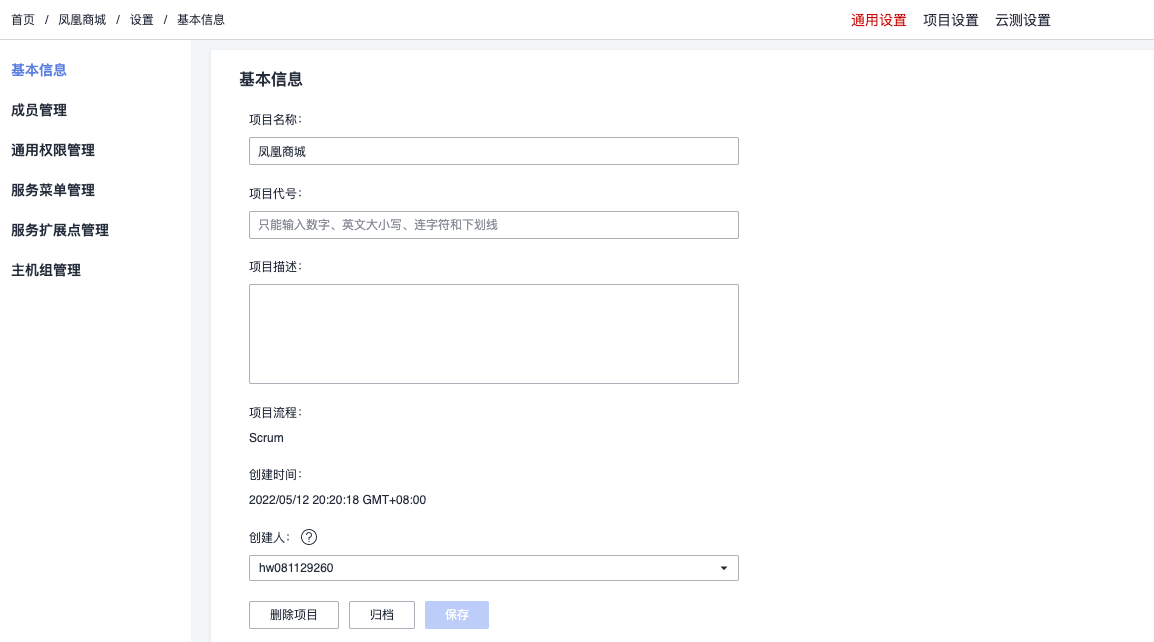 首页 / 凤凰商城 / 设置 / 基本信息
通用设置 项目设置 云测设置
基本信息
成员管理
通用权限管理
服务菜单管理
服务扩展点管理
主机组管理
基本信息
项目名称：
凤凰商城
项目代号：
只能输入数字、英文大小写、连字符和下划线
项目描述：
项目流程：
Scrum
创建时间：
2022/05/12 20:20:18 GMT+08:00
创建人： ?
hw081129260
删除项目 归档 保存